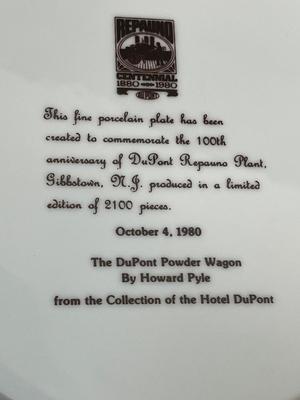 REPAUNO
CENTENNIAL
1880 1980
DUPONT
This fine porcelain plate has been
created to commemorate the 100th
anniversary of DuPont Repauno Plant,
Gibbstown, N.J. produced in a limited
edition of 2100 pieces.
October 4, 1980
The DuPont Powder Wagon
By Howard Pyle
from the Collection of the Hotel DuPont